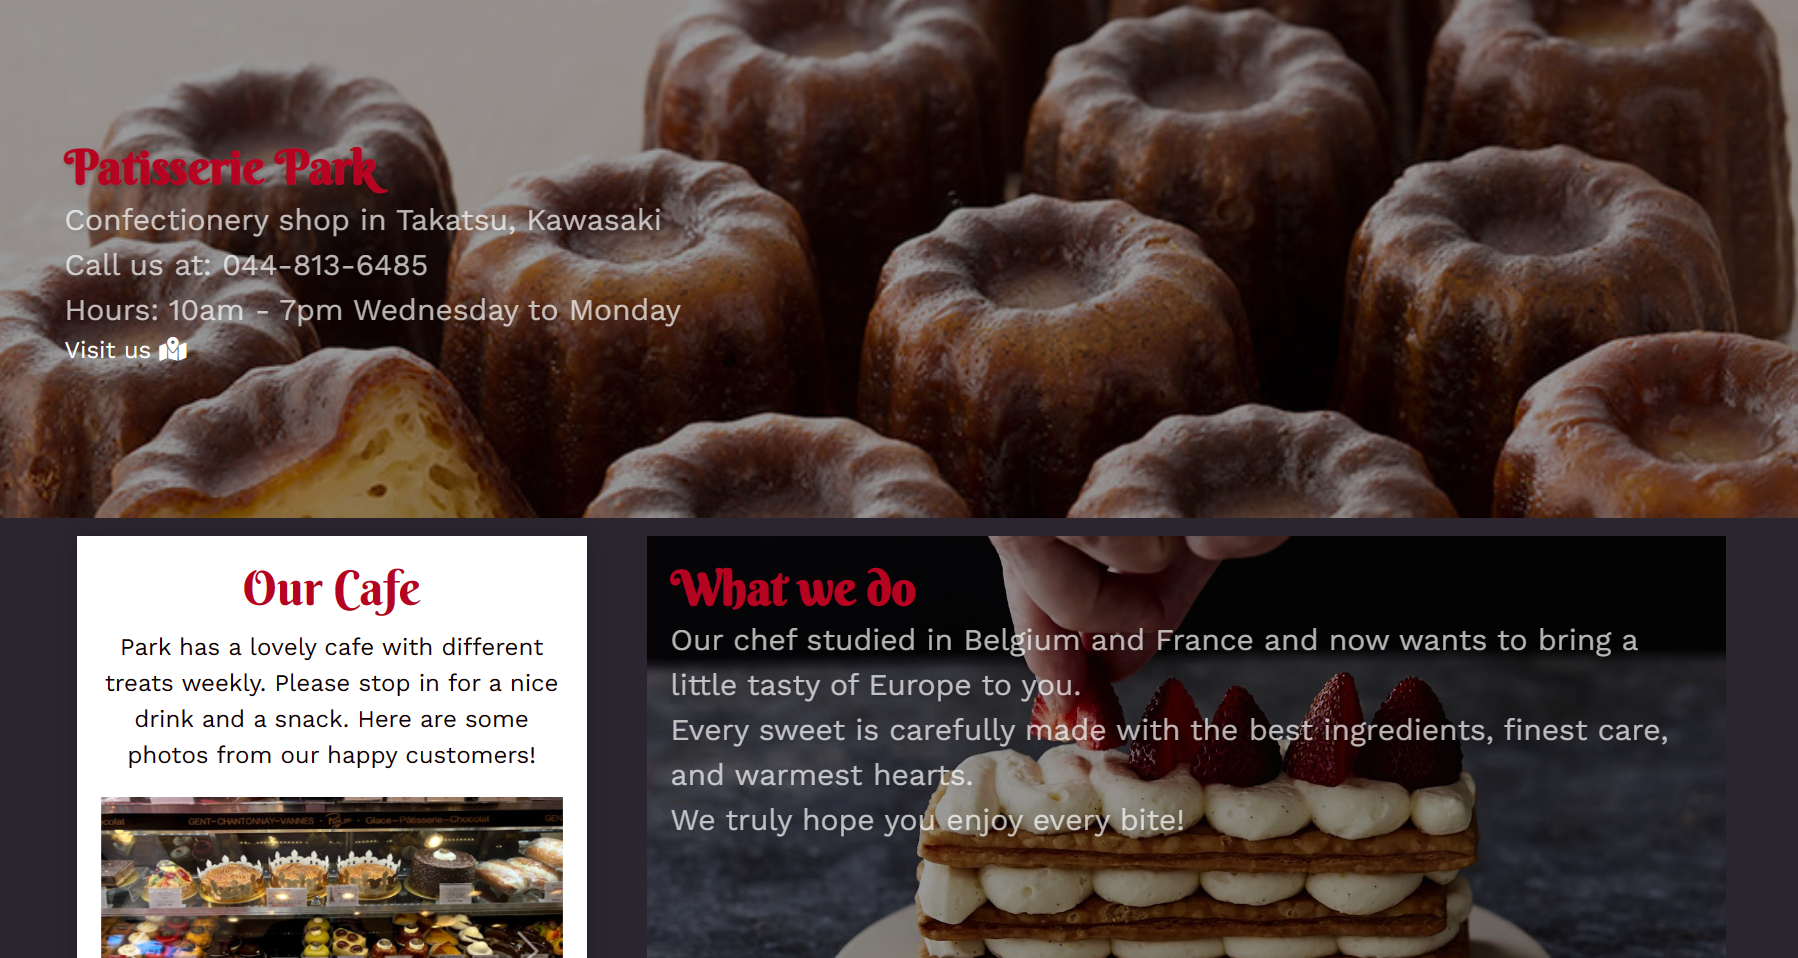 Patisserie Park
Confectionery shop in Takatsu, Kawasaki
Call us at: 044-813-6485
Hours: 10am - 7pm Wednesday to Monday
Visit us
Our Cafe
Park has a lovely cafe with different
treats weekly. Please stop in for a nice
drink and a snack. Here are some
photos from our happy customers!
colat GENT-CHANTONNAY-VANNES · · Glace-Pâtisserie-Chocolat GEN
What we do
Our chef studied in Belgium and France and now wants to bring a
little tasty of Europe to you.
Every sweet is carefully made with the best ingredients, finest care,
and warmest hearts.
We truly hope you enjoy every bite!